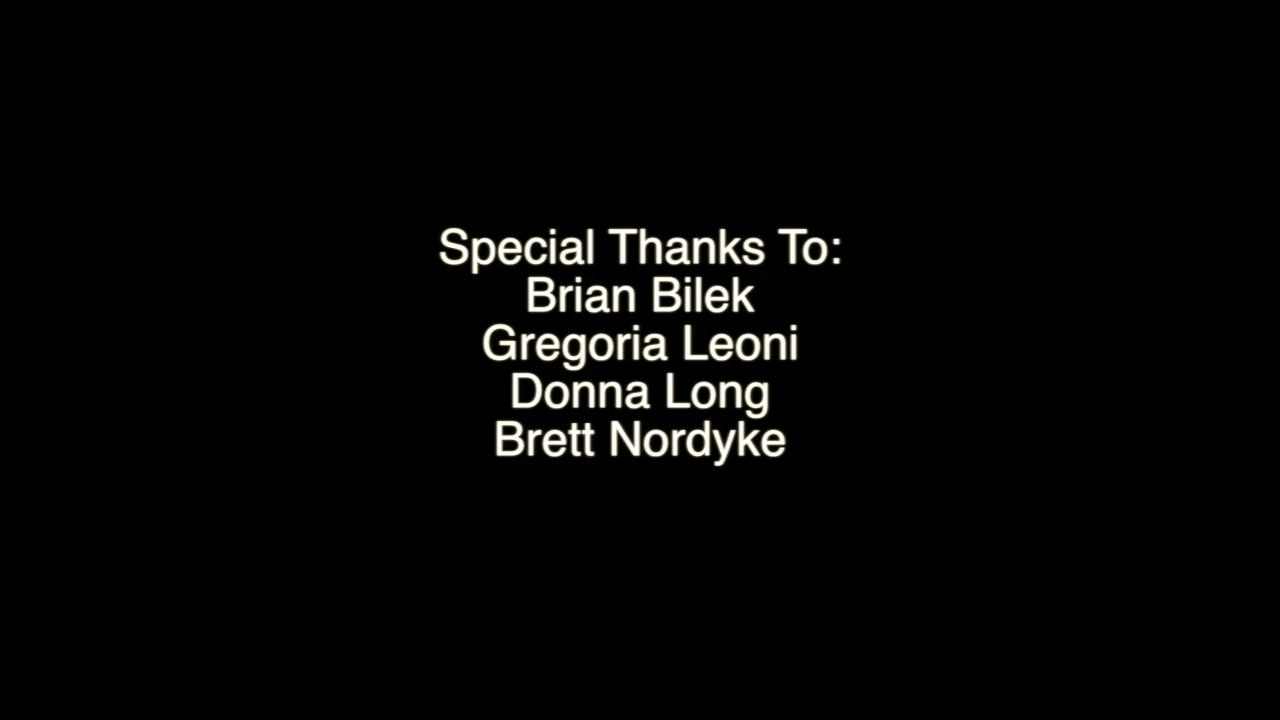 Special Thanks To:
Brian Bilek
Gregoria Leoni
Donna Long
Brett Nordyke